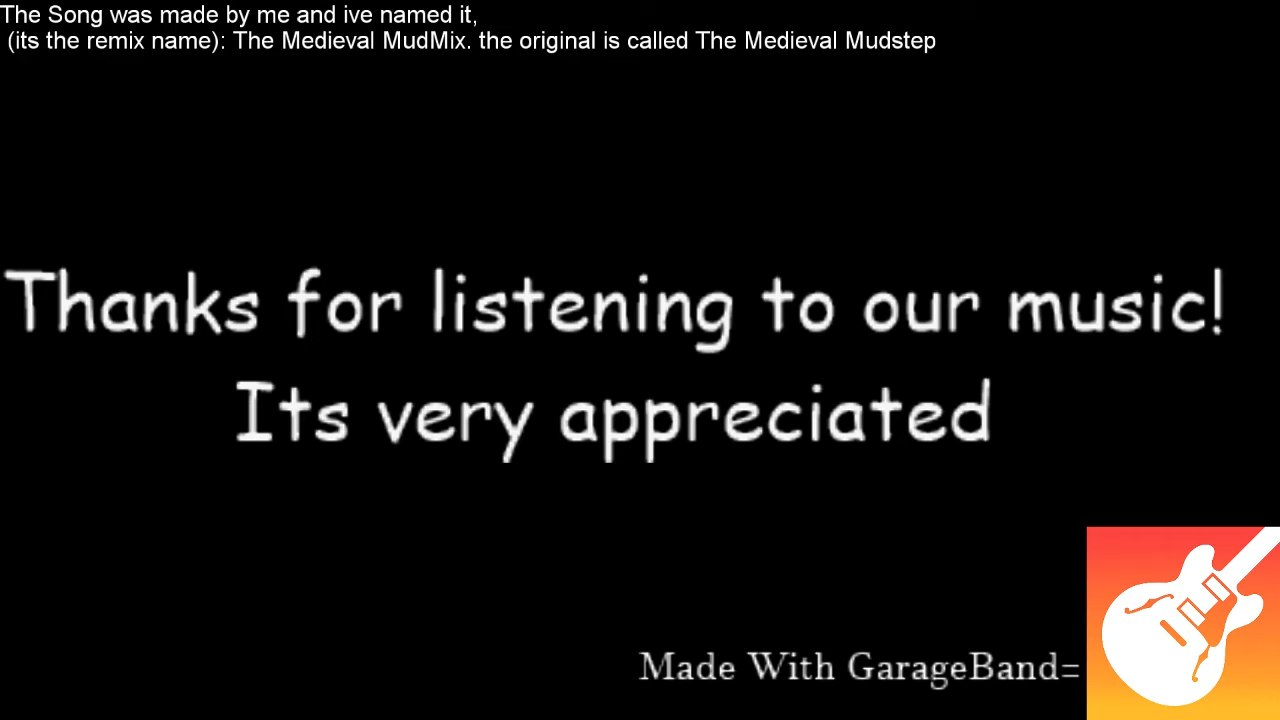 The Song was made by me and ive named it,
(its the remix name): The Medieval MudMix. the original is called The Medieval Mudstep
Thanks for listening to our music!
Its very appreciated
Made With GarageBand=